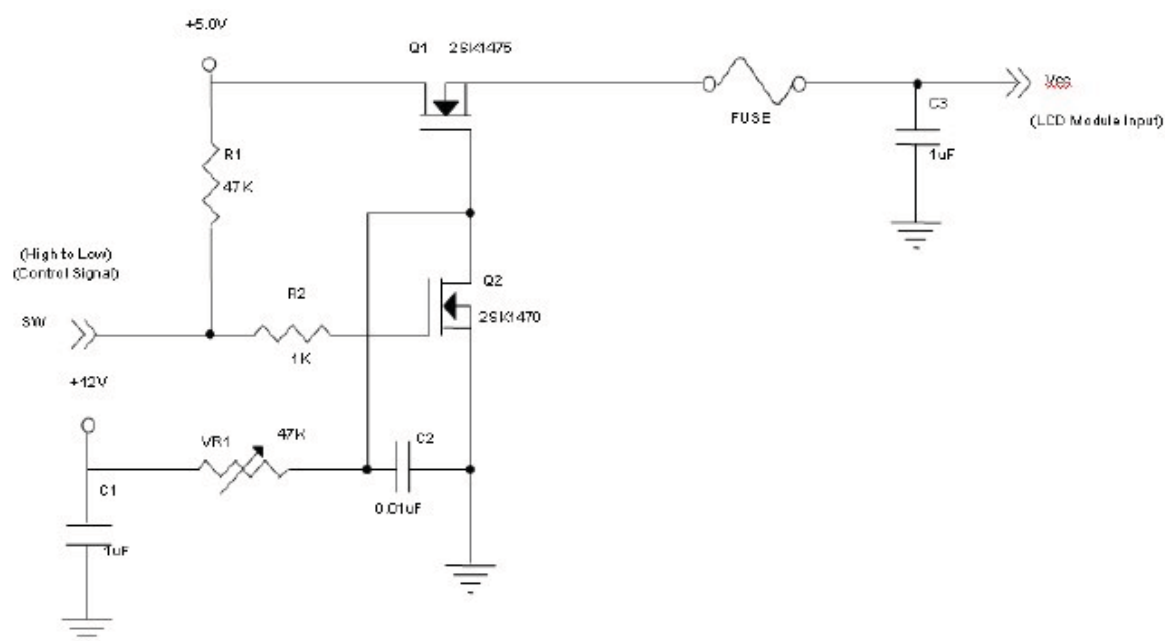 +5.0V
Q1 2SK1475
FUSE
Vcc
(LCD Module Input)
C3
1uF
R1
47K
(High to Low)
(Control Signal)
SW
R2
1K
Q2
2SK1470
+12V
VR1
47K
C2
0.01uF
C1
1uF